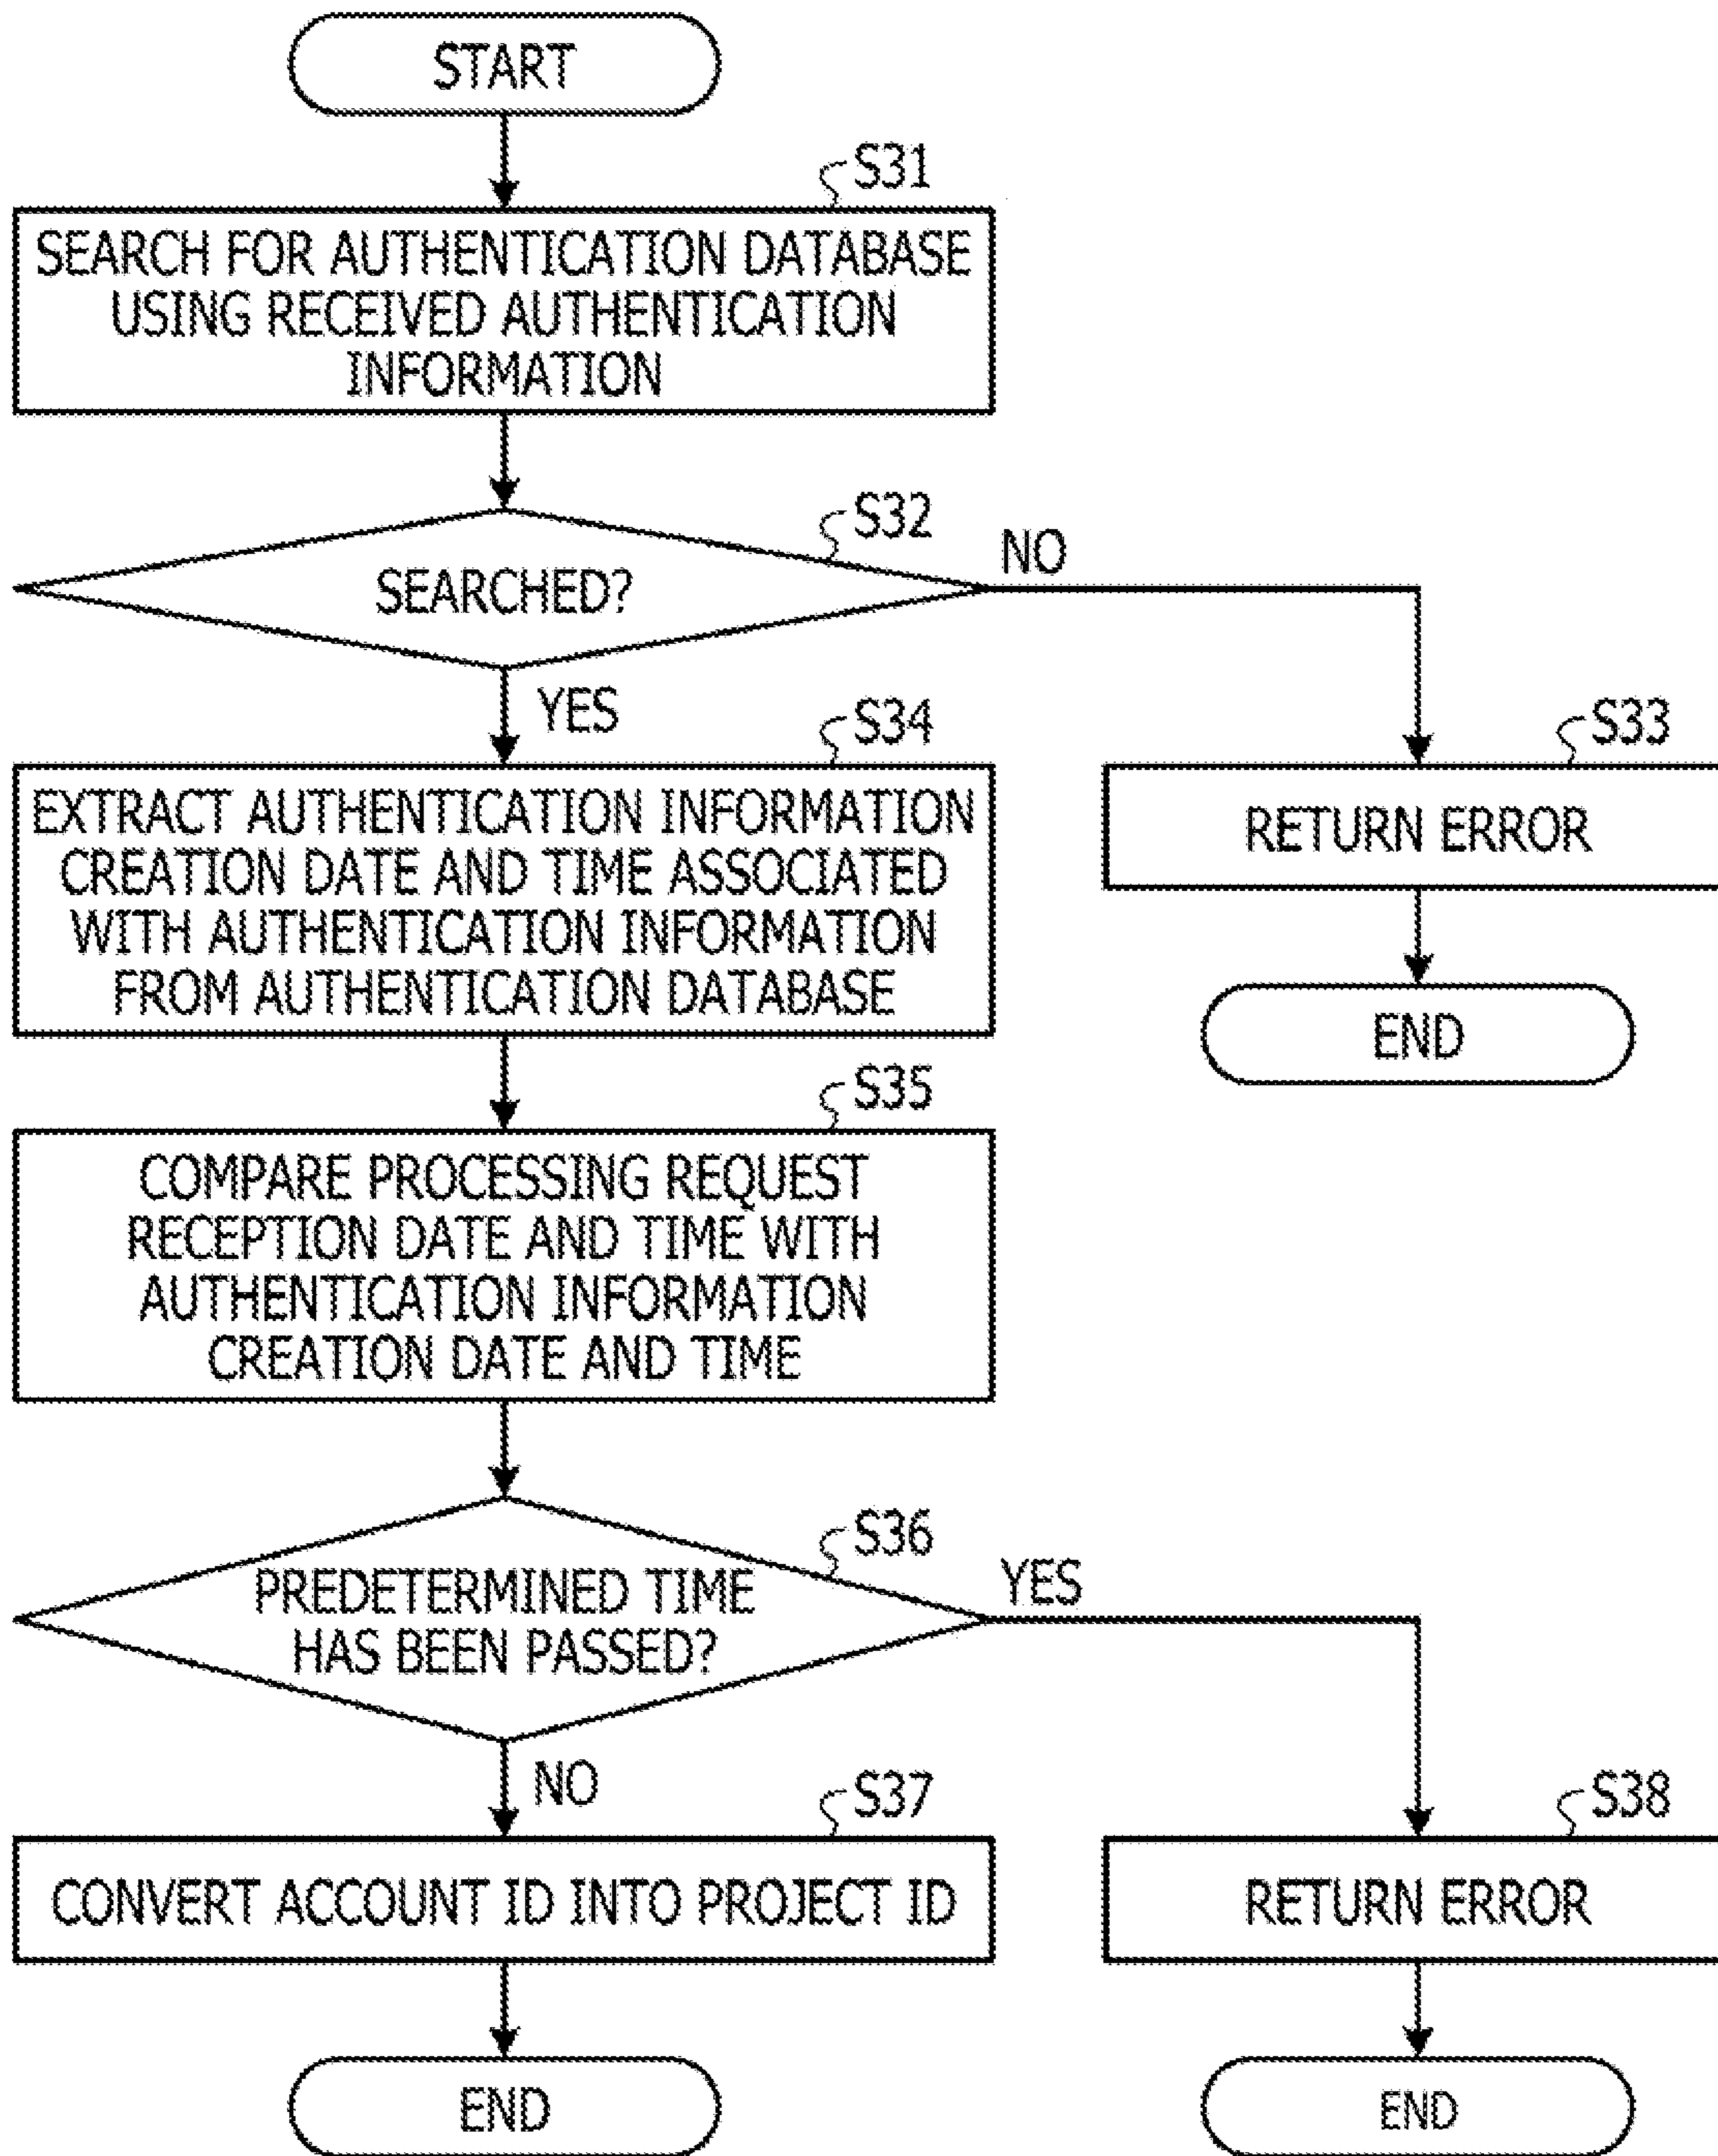 START
S31
SEARCH FOR AUTHENTICATION DATABASE
USING RECEIVED AUTHENTICATION
INFORMATION
S32
SEARCHED?
NO
YES
S34
EXTRACT AUTHENTICATION INFORMATION
CREATION DATE AND TIME ASSOCIATED
WITH AUTHENTICATION INFORMATION
FROM AUTHENTICATION DATABASE
S33
RETURN ERROR
END
S35
COMPARE PROCESSING REQUEST
RECEPTION DATE AND TIME WITH
AUTHENTICATION INFORMATION
CREATION DATE AND TIME
S36
PREDETERMINED TIME
HAS BEEN PASSED?
YES
NO
S37
CONVERT ACCOUNT ID INTO PROJECT ID
END
S38
RETURN ERROR
END